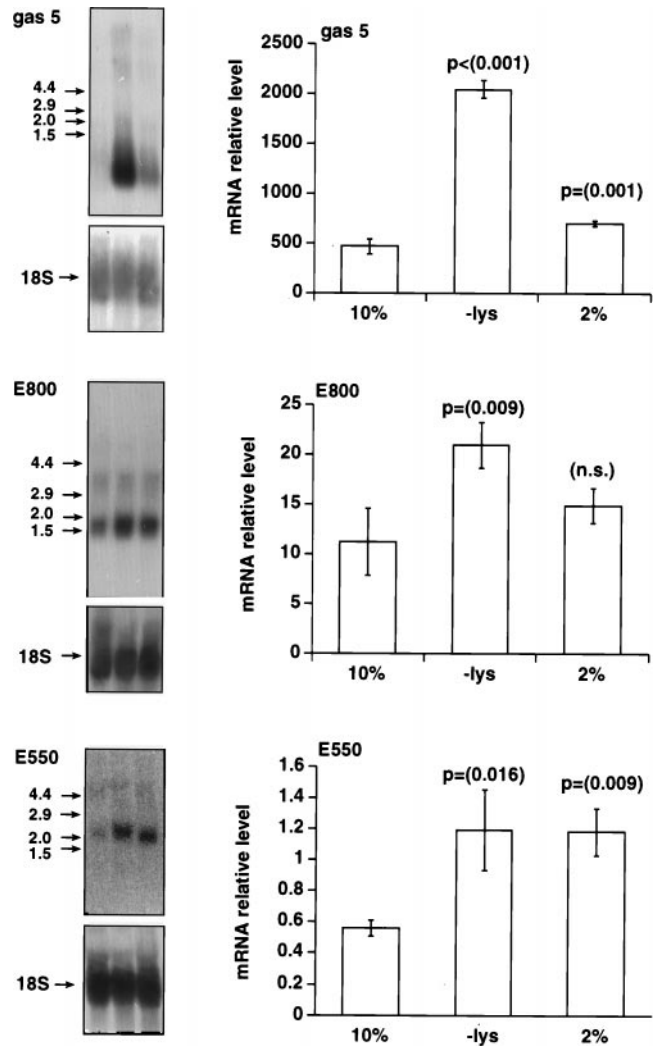 gas 5
4.4
2.9
2.0
1.5
18S
gas 5
mRNA relative level
2500
2000
1500
1000
500
0
p<(0.001)
p=(0.001)
10% -lys 2%
E800
4.4
2.9
2.0
1.5
18S
E800
mRNA relative level
25
20
15
10
5
0
p=(0.009)
(n.s.)
10% -lys 2%
E550
4.4
2.9
2.0
1.5
18S
E550
mRNA relative level
1.6
1.4
1.2
1
0.8
0.6
0.4
0.2
0
p=(0.016)
p=(0.009)
10% -lys 2%